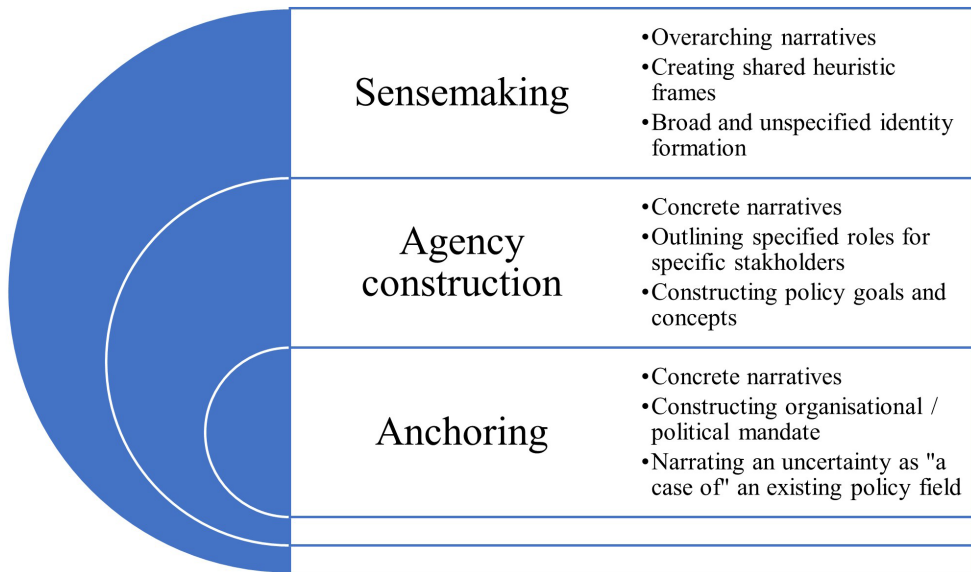 Sensemaking
•Overarching narratives
•Creating shared heuristic
frames
•Broad and unspecified identity
formation
Agency
construction
•Concrete narratives
•Outlining specified roles for
specific stakholders
•Constructing policy goals and
concepts
Anchoring
•Concrete narratives
•Constructing organisational /
political mandate
•Narrating an uncertainty as "a
case of" an existing policy field